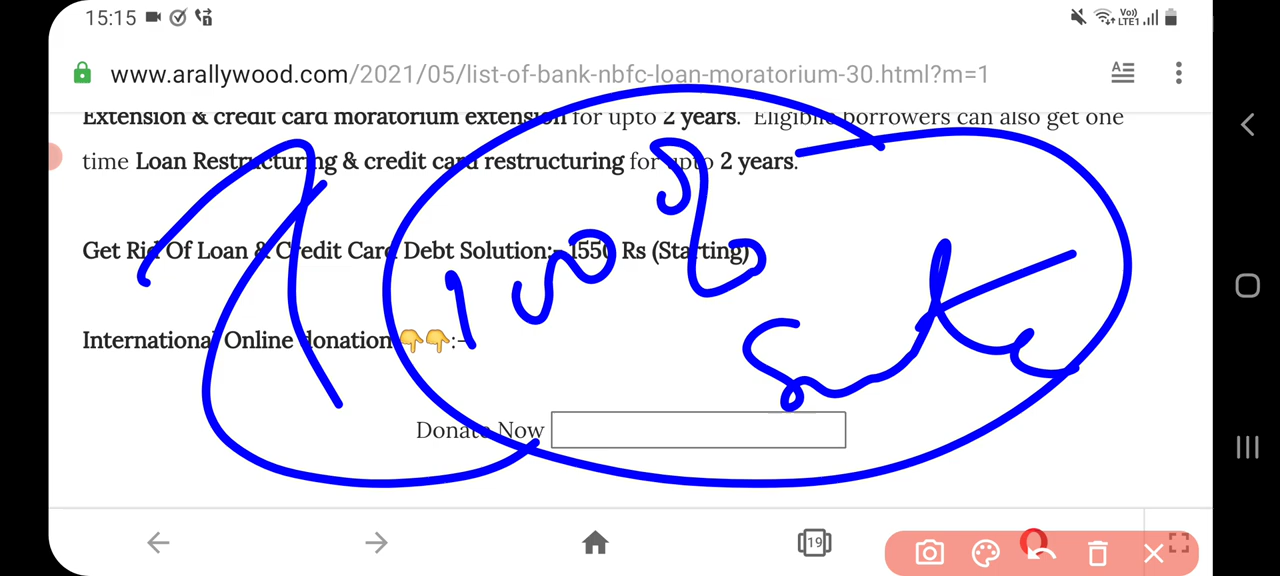 15:15
Vo))
LTE1
www.arallywood.com/2021/05/list-of-bank-nbfc-loan-moratorium-30.html?m=1
Extension & credit card moratorium extension for upto 2 years. Eligible borrowers can also get one
time Loan Restructuring & credit card restructuring for upto 2 years.
Get Rid Of Loan & Credit Card Debt Solution:- 1550 Rs (Starting)
International Online donation 👇👇:-
100%
Donate Now
19